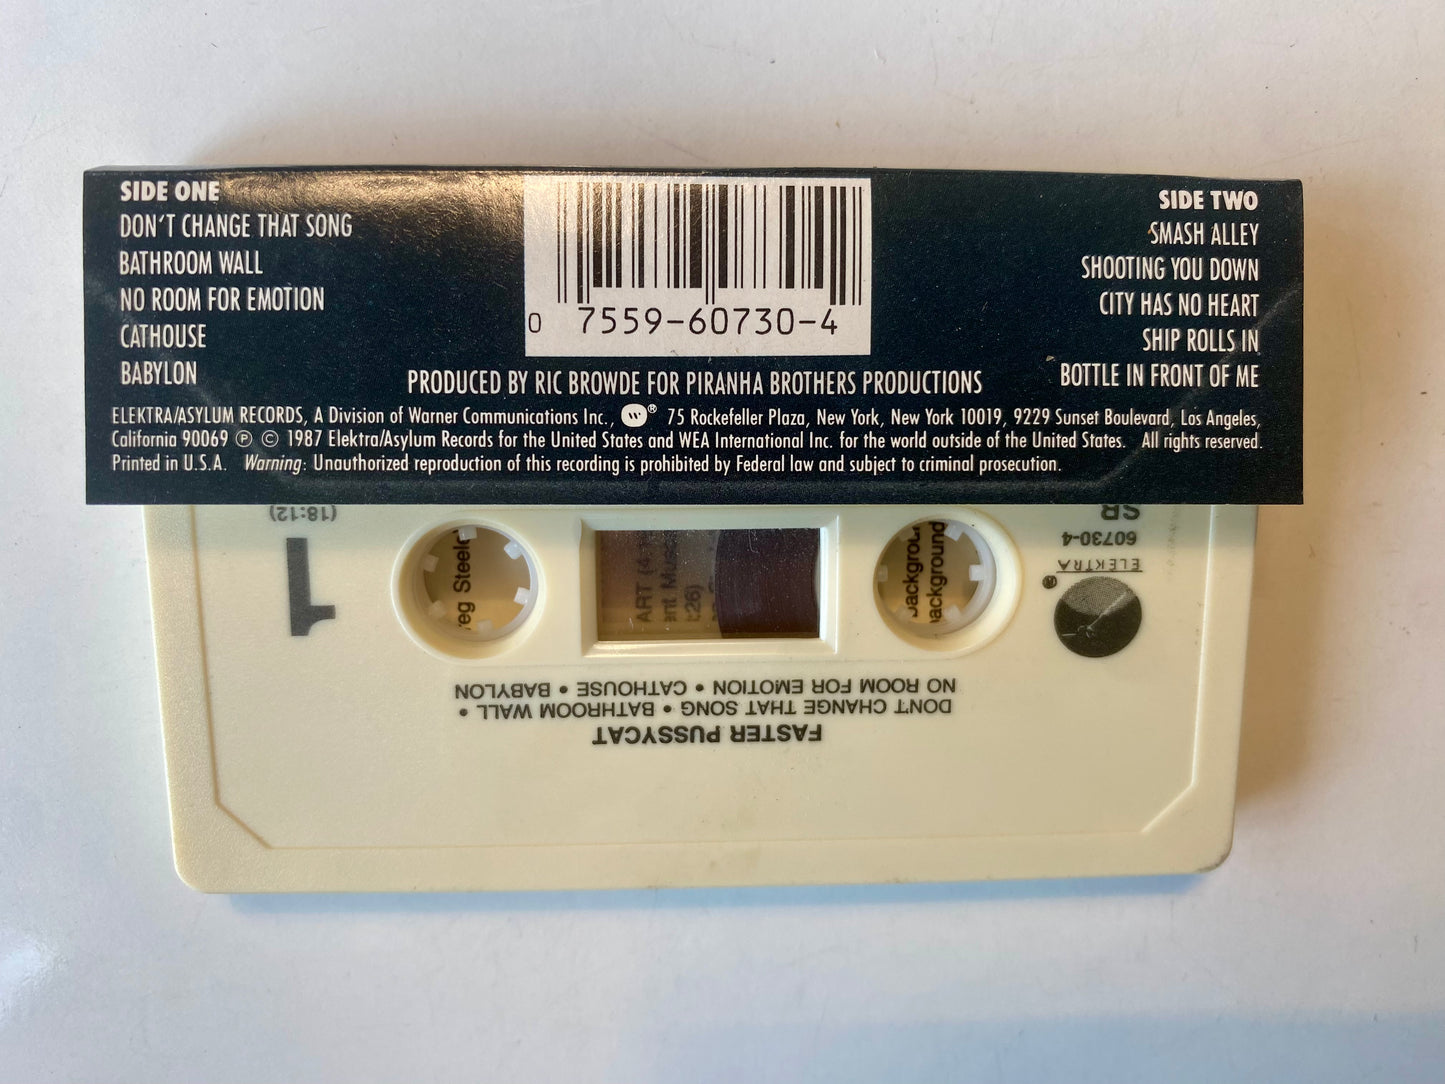 SIDE ONE
DON'T CHANGE THAT SONG
BATHROOM WALL
NO ROOM FOR EMOTION
CATHOUSE
BABYLON
0 7559-60730-4
SIDE TWO
SMASH ALLEY
SHOOTING YOU DOWN
CITY HAS NO HEART
SHIP ROLLS IN
BOTTLE IN FRONT OF ME
PRODUCED BY RIC BROWDE FOR PIRANHA BROTHERS PRODUCTIONS
ELEKTRA/ASYLUM RECORDS, A Division of Warner Communications Inc., W ® 75 Rockefeller Plaza, New York, New York 10019, 9229 Sunset Boulevard, Los Angeles,
California 90069 ℗ © 1987 Elektra/Asylum Records for the United States and WEA International Inc. for the world outside of the United States. All rights reserved.
Printed in U.S.A. Warning: Unauthorized reproduction of this recording is prohibited by Federal law and subject to criminal prosecution.
FASTER PUSSYCAT
DON'T CHANGE THAT SONG • BATHROOM WALL •
NO ROOM FOR EMOTION • CATHOUSE • BABYLON
®
ELEKTRA
60730-4
SR
1
(18:12)
ART (4
:26)
background
background